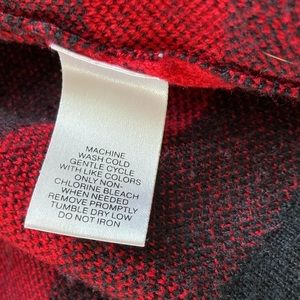 MACHINE
WASH COLD
GENTLE CYCLE
WITH LIKE COLORS
ONLY NON-
CHLORINE BLEACH
WHEN NEEDED
REMOVE PROMPTLY
TUMBLE DRY LOW
DO NOT IRON